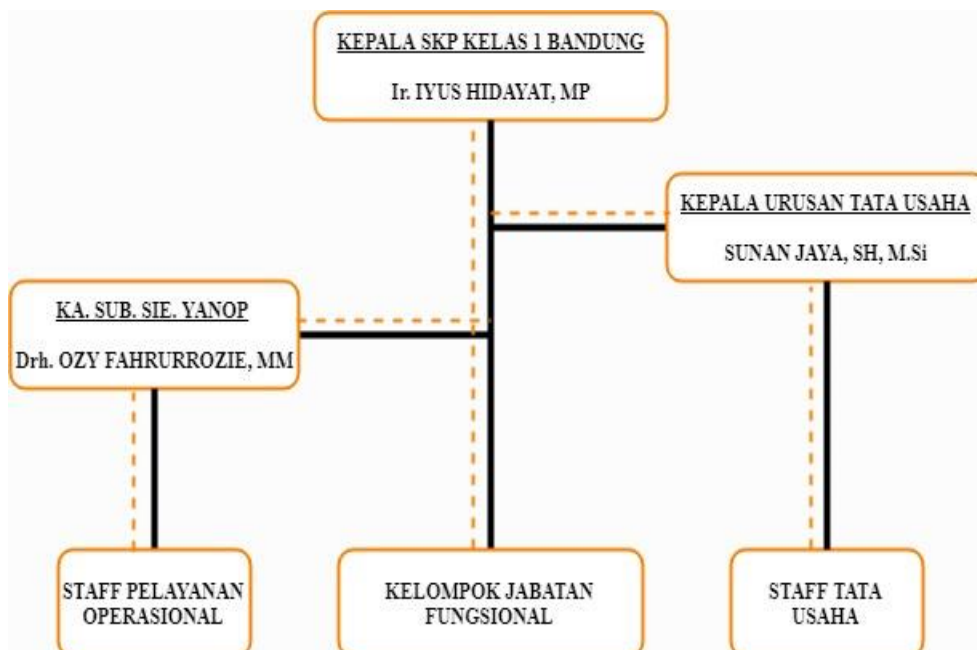 KEPALA SKP KELAS 1 BANDUNG
Ir. IYUS HIDAYAT, MP
KEPALA URUSAN TATA USAHA
SUNAN JAYA, SH, M.Si
KA. SUB. SIE. YANOP
Drh. OZY FAHRURROZIE, MM
STAFF PELAYANAN
OPERASIONAL
KELOMPOK JABATAN
FUNGSIONAL
STAFF TATA
USAHA